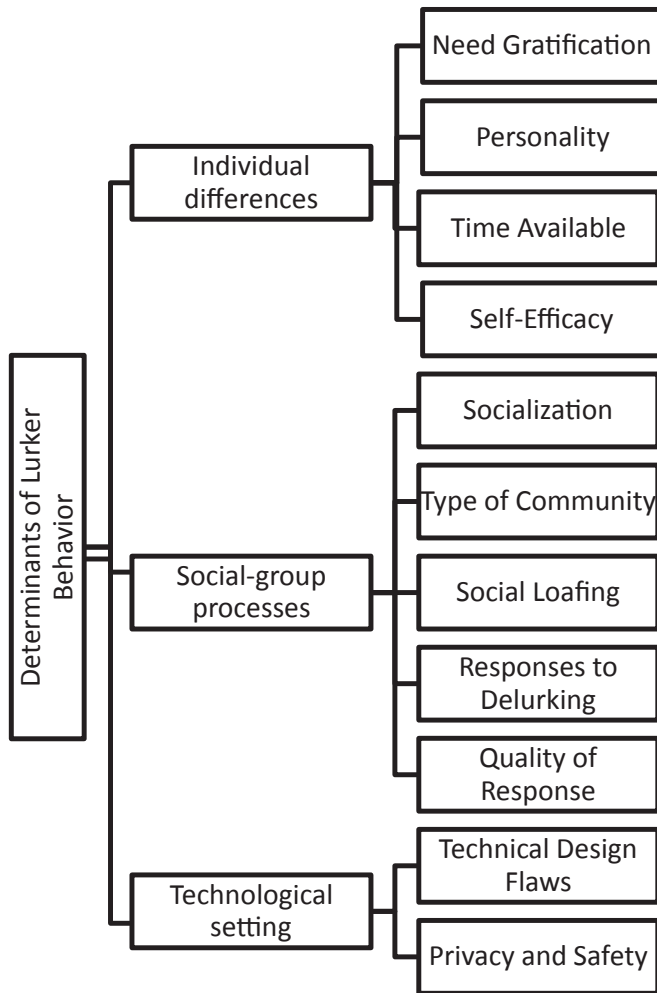 Determinants of Lurker
Behavior
Individual
differences
Need Gratification
Personality
Time Available
Self-Efficacy
Social-group
processes
Socialization
Type of Community
Social Loafing
Responses to
Delurking
Quality of
Response
Technological
setting
Technical Design
Flaws
Privacy and Safety